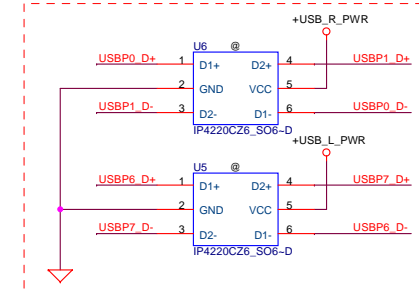 +USB_R_PWR
U6 @
USBP0_D+ 1 D1+ D2+ 4 USBP1_D+
2 GND VCC 5
USBP1_D- 3 D2- D1- 6 USBP0_D-
IP4220CZ6_SO6~D
+USB_L_PWR
U5 @
USBP6_D+ 1 D1+ D2+ 4 USBP7_D+
2 GND VCC 5
USBP7_D- 3 D2- D1- 6 USBP6_D-
IP4220CZ6_SO6~D